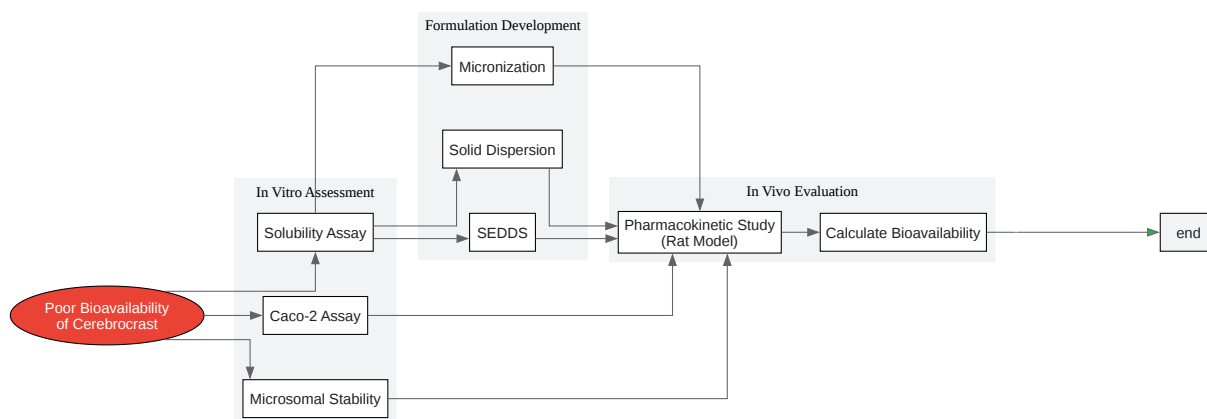 Formulation Development
Micronization
Solid Dispersion
In Vitro Assessment
In Vivo Evaluation
Solubility Assay
SEDDS
Pharmacokinetic Study
(Rat Model)
Calculate Bioavailability
end
Poor Bioavailability
of Cerebrocrast
Caco-2 Assay
Microsomal Stability